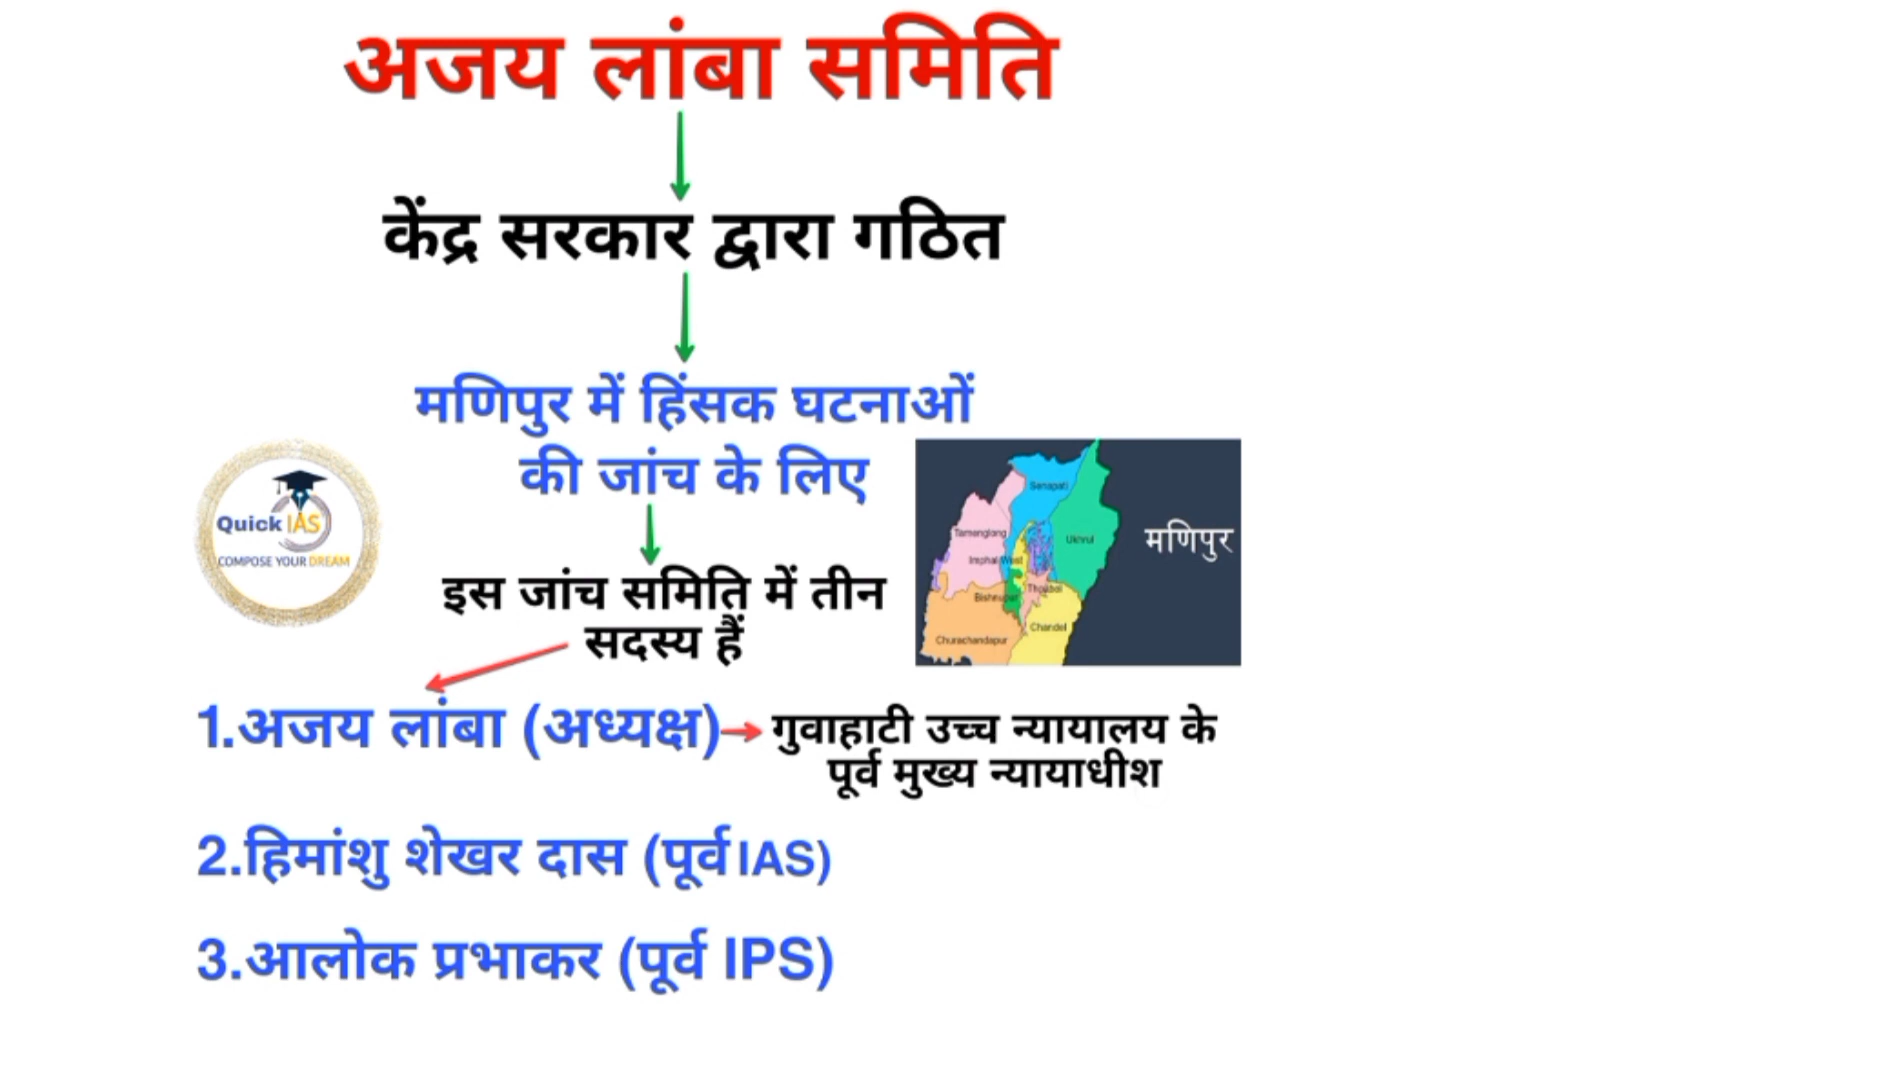 अजय लांबा समिति
केंद्र सरकार द्वारा गठित
मणिपुर में हिंसक घटनाओं
की जांच के लिए
Quick IAS
COMPOSE YOUR DREAM
Senapati
Tamenglong
Ukhrul
मणिपुर
Imphal West
Bishnupur
Thoubal
Chandel
Churachandapur
इस जांच समिति में तीन
सदस्य हैं
1.अजय लांबा (अध्यक्ष)
गुवाहाटी उच्च न्यायालय के
पूर्व मुख्य न्यायाधीश
2.हिमांशु शेखर दास (पूर्व IAS)
3.आलोक प्रभाकर (पूर्व IPS)